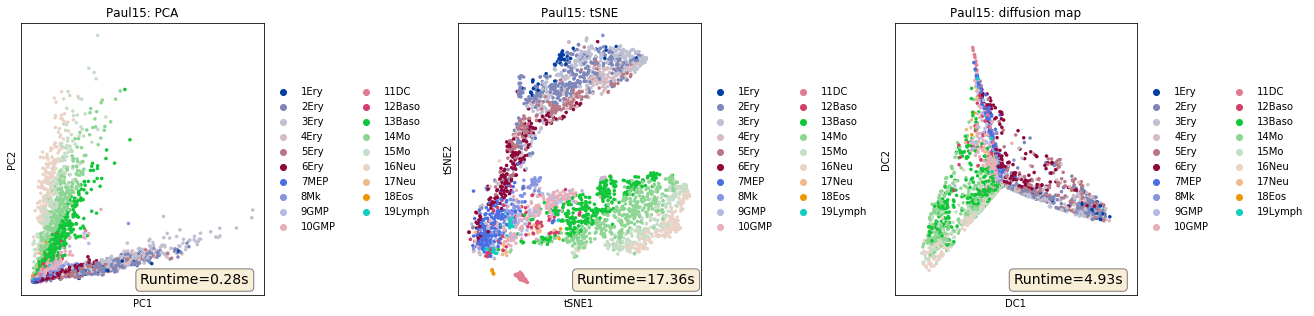 Paul15: PCA
PC2
PC1
Runtime=0.28s
1Ery
2Ery
3Ery
4Ery
5Ery
6Ery
7MEP
8Mk
9GMP
10GMP
11DC
12Baso
13Baso
14Mo
15Mo
16Neu
17Neu
18Eos
19Lymph
Paul15: tSNE
tSNE2
tSNE1
Runtime=17.36s
1Ery
2Ery
3Ery
4Ery
5Ery
6Ery
7MEP
8Mk
9GMP
10GMP
11DC
12Baso
13Baso
14Mo
15Mo
16Neu
17Neu
18Eos
19Lymph
Paul15: diffusion map
DC2
DC1
Runtime=4.93s
1Ery
2Ery
3Ery
4Ery
5Ery
6Ery
7MEP
8Mk
9GMP
10GMP
11DC
12Baso
13Baso
14Mo
15Mo
16Neu
17Neu
18Eos
19Lymph